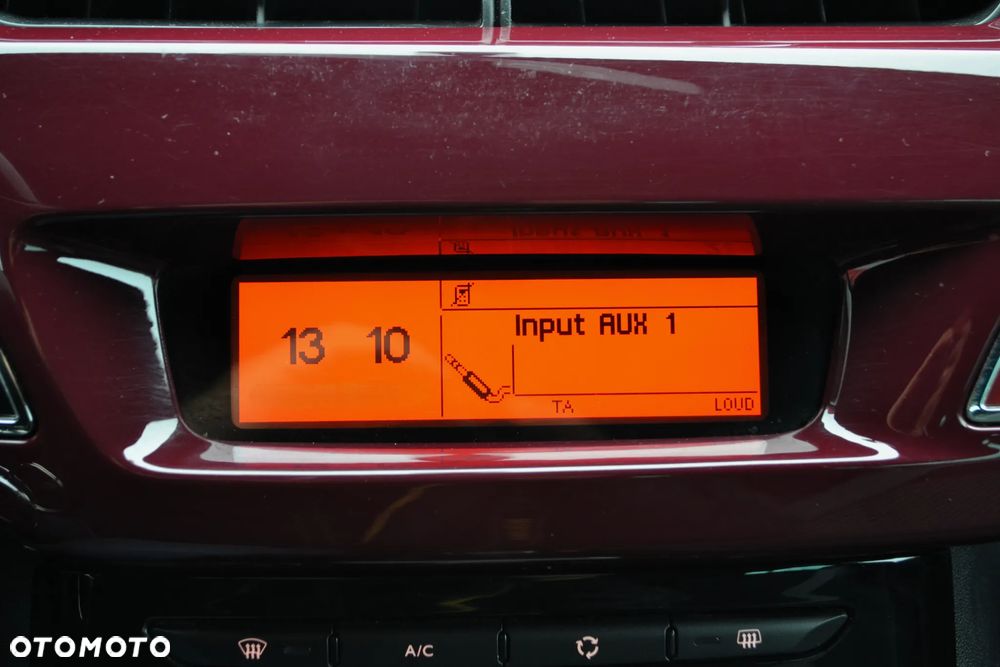 13 10
Input AUX 1
TA
LOUD
A/C
OTOMOTO